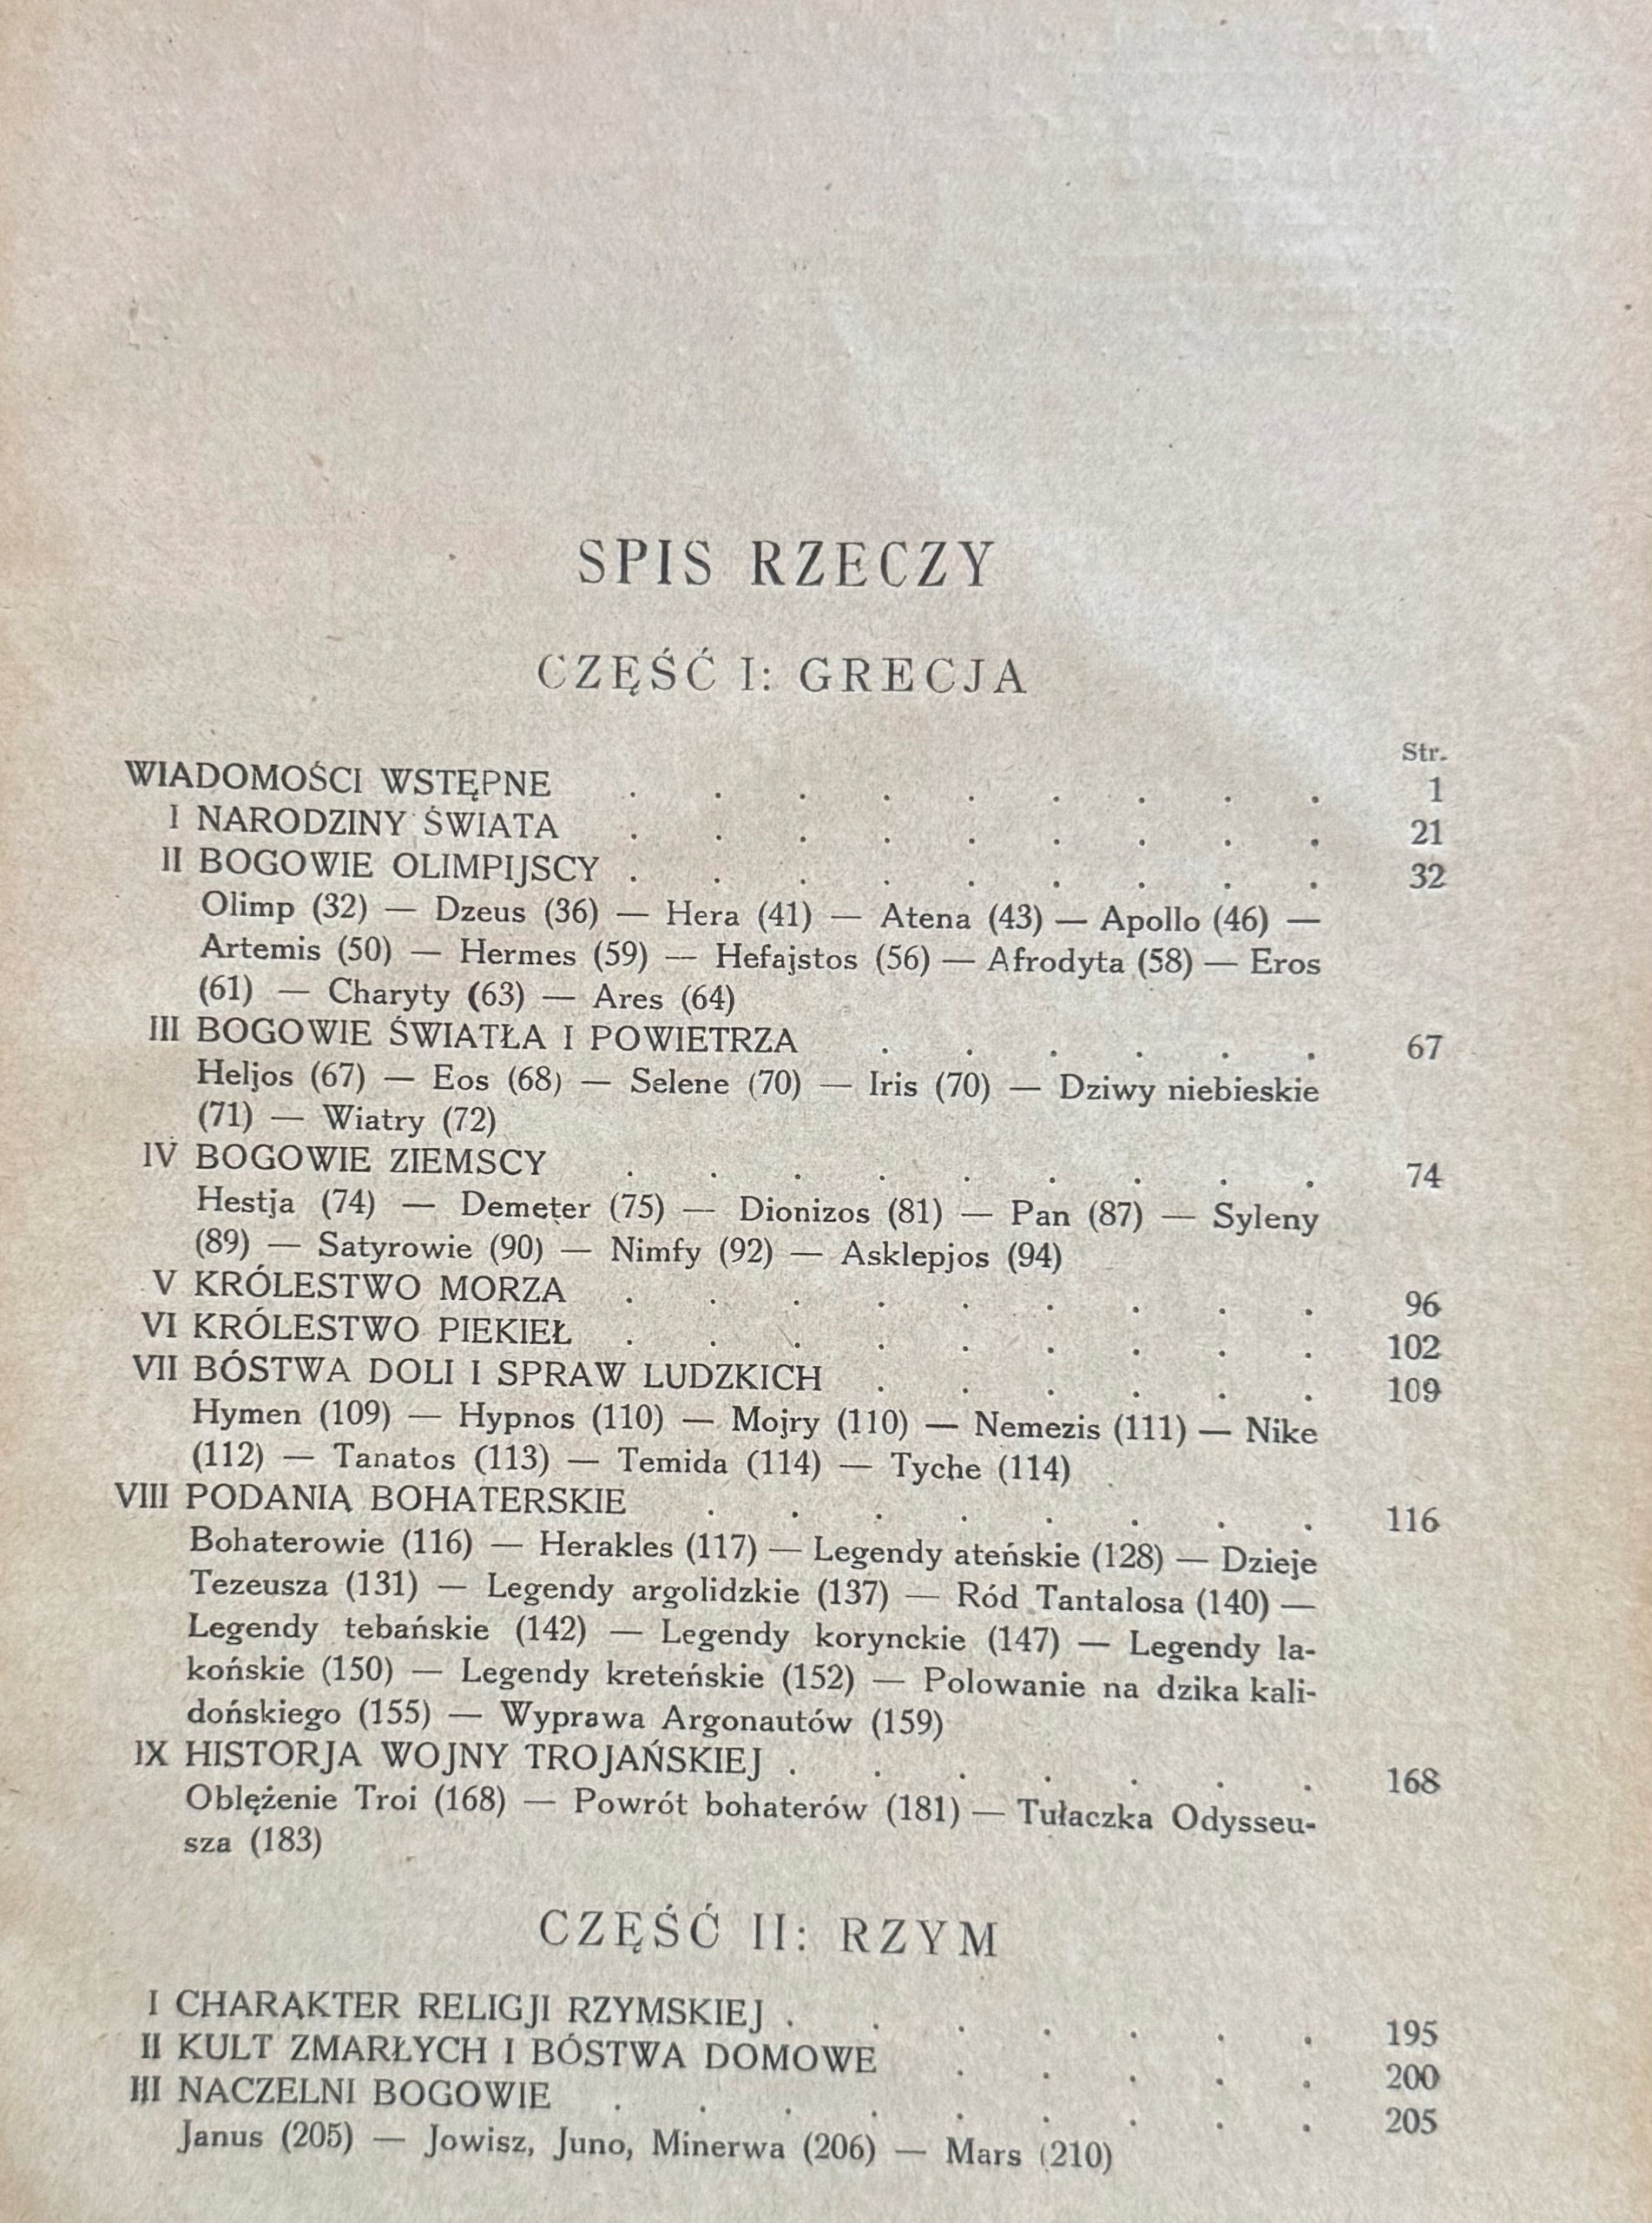 SPIS RZECZY
CZĘŚĆ I: GRECJA
Str.
WIADOMOŚCI WSTĘPNE . . . . . . . . . 1
I NARODZINY ŚWIATA . . . . . . . . . 21
II BOGOWIE OLIMPIJSCY . . . . . . . . . 32
Olimp (32) — Dzeus (36) — Hera (41) — Atena (43) — Apollo (46) —
Artemis (50) — Hermes (59) — Hefajstos (56) — Afrodyta (58) — Eros
(61) — Charyty (63) — Ares (64)
III BOGOWIE ŚWIATŁA I POWIETRZA . . . . . . 67
Heljos (67) — Eos (68) — Selene (70) — Iris (70) — Dziwy niebieskie
(71) — Wiatry (72)
IV BOGOWIE ZIEMSCY . . . . . . . . . 74
Hestja (74) — Demeter (75) — Dionizos (81) — Pan (87) — Syleny
(89) — Satyrowie (90) — Nimfy (92) — Asklepjos (94)
V KRÓLESTWO MORZA . . . . . . . . . 96
VI KRÓLESTWO PIEKIEŁ . . . . . . . . . 102
VII BÓSTWA DOLI I SPRAW LUDZKICH . . . . . . 109
Hymen (109) — Hypnos (110) — Mojry (110) — Nemezis (111) — Nike
(112) — Tanatos (113) — Temida (114) — Tyche (114)
VIII PODANIA BOHATERSKIE . . . . . . . . 116
Bohaterowie (116) — Herakles (117) — Legendy ateńskie (128) — Dzieje
Tezeusza (131) — Legendy argolidzkie (137) — Ród Tantalosa (140) —
Legendy tebańskie (142) — Legendy korynckie (147) — Legendy la-
końskie (150) — Legendy kreteńskie (152) — Polowanie na dzika kali-
dońskiego (155) — Wyprawa Argonautów (159)
IX HISTORJA WOJNY TROJAŃSKIEJ . . . . . . . 168
Oblężenie Troi (168) — Powrót bohaterów (181) — Tułaczka Odysseu-
sza (183)
CZĘŚĆ II: RZYM
I CHARAKTER RELIGJI RZYMSKIEJ . . . . . . . 195
II KULT ZMARŁYCH I BÓSTWA DOMOWE . . . . . 200
III NACZELNI BOGOWIE . . . . . . . . . 205
Janus (205) — Jowisz, Juno, Minerwa (206) — Mars (210)